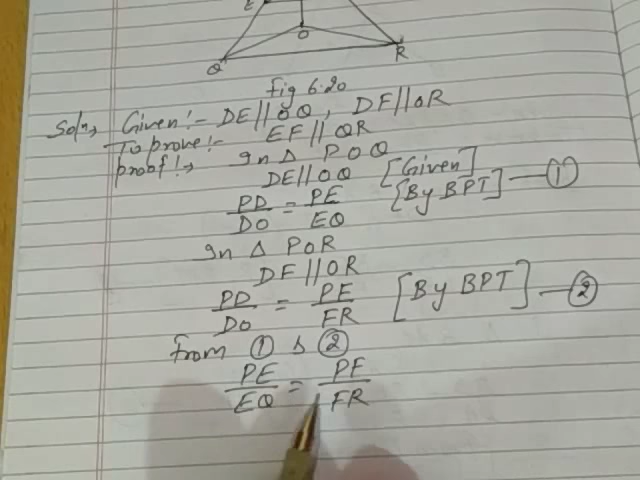 E
O
Q R
fig 6.20
Soln, Given:- DE||OQ, DF||OR
To prove:- EF||QR
proof:→ In Δ POQ
DE||OQ [Given]
PD/DO = PE/EQ [By BPT] — ①
In Δ POR
DF||OR
PD/DO = PF/FR [By BPT] — ②
from ① & ②
PE/EQ = PF/FR